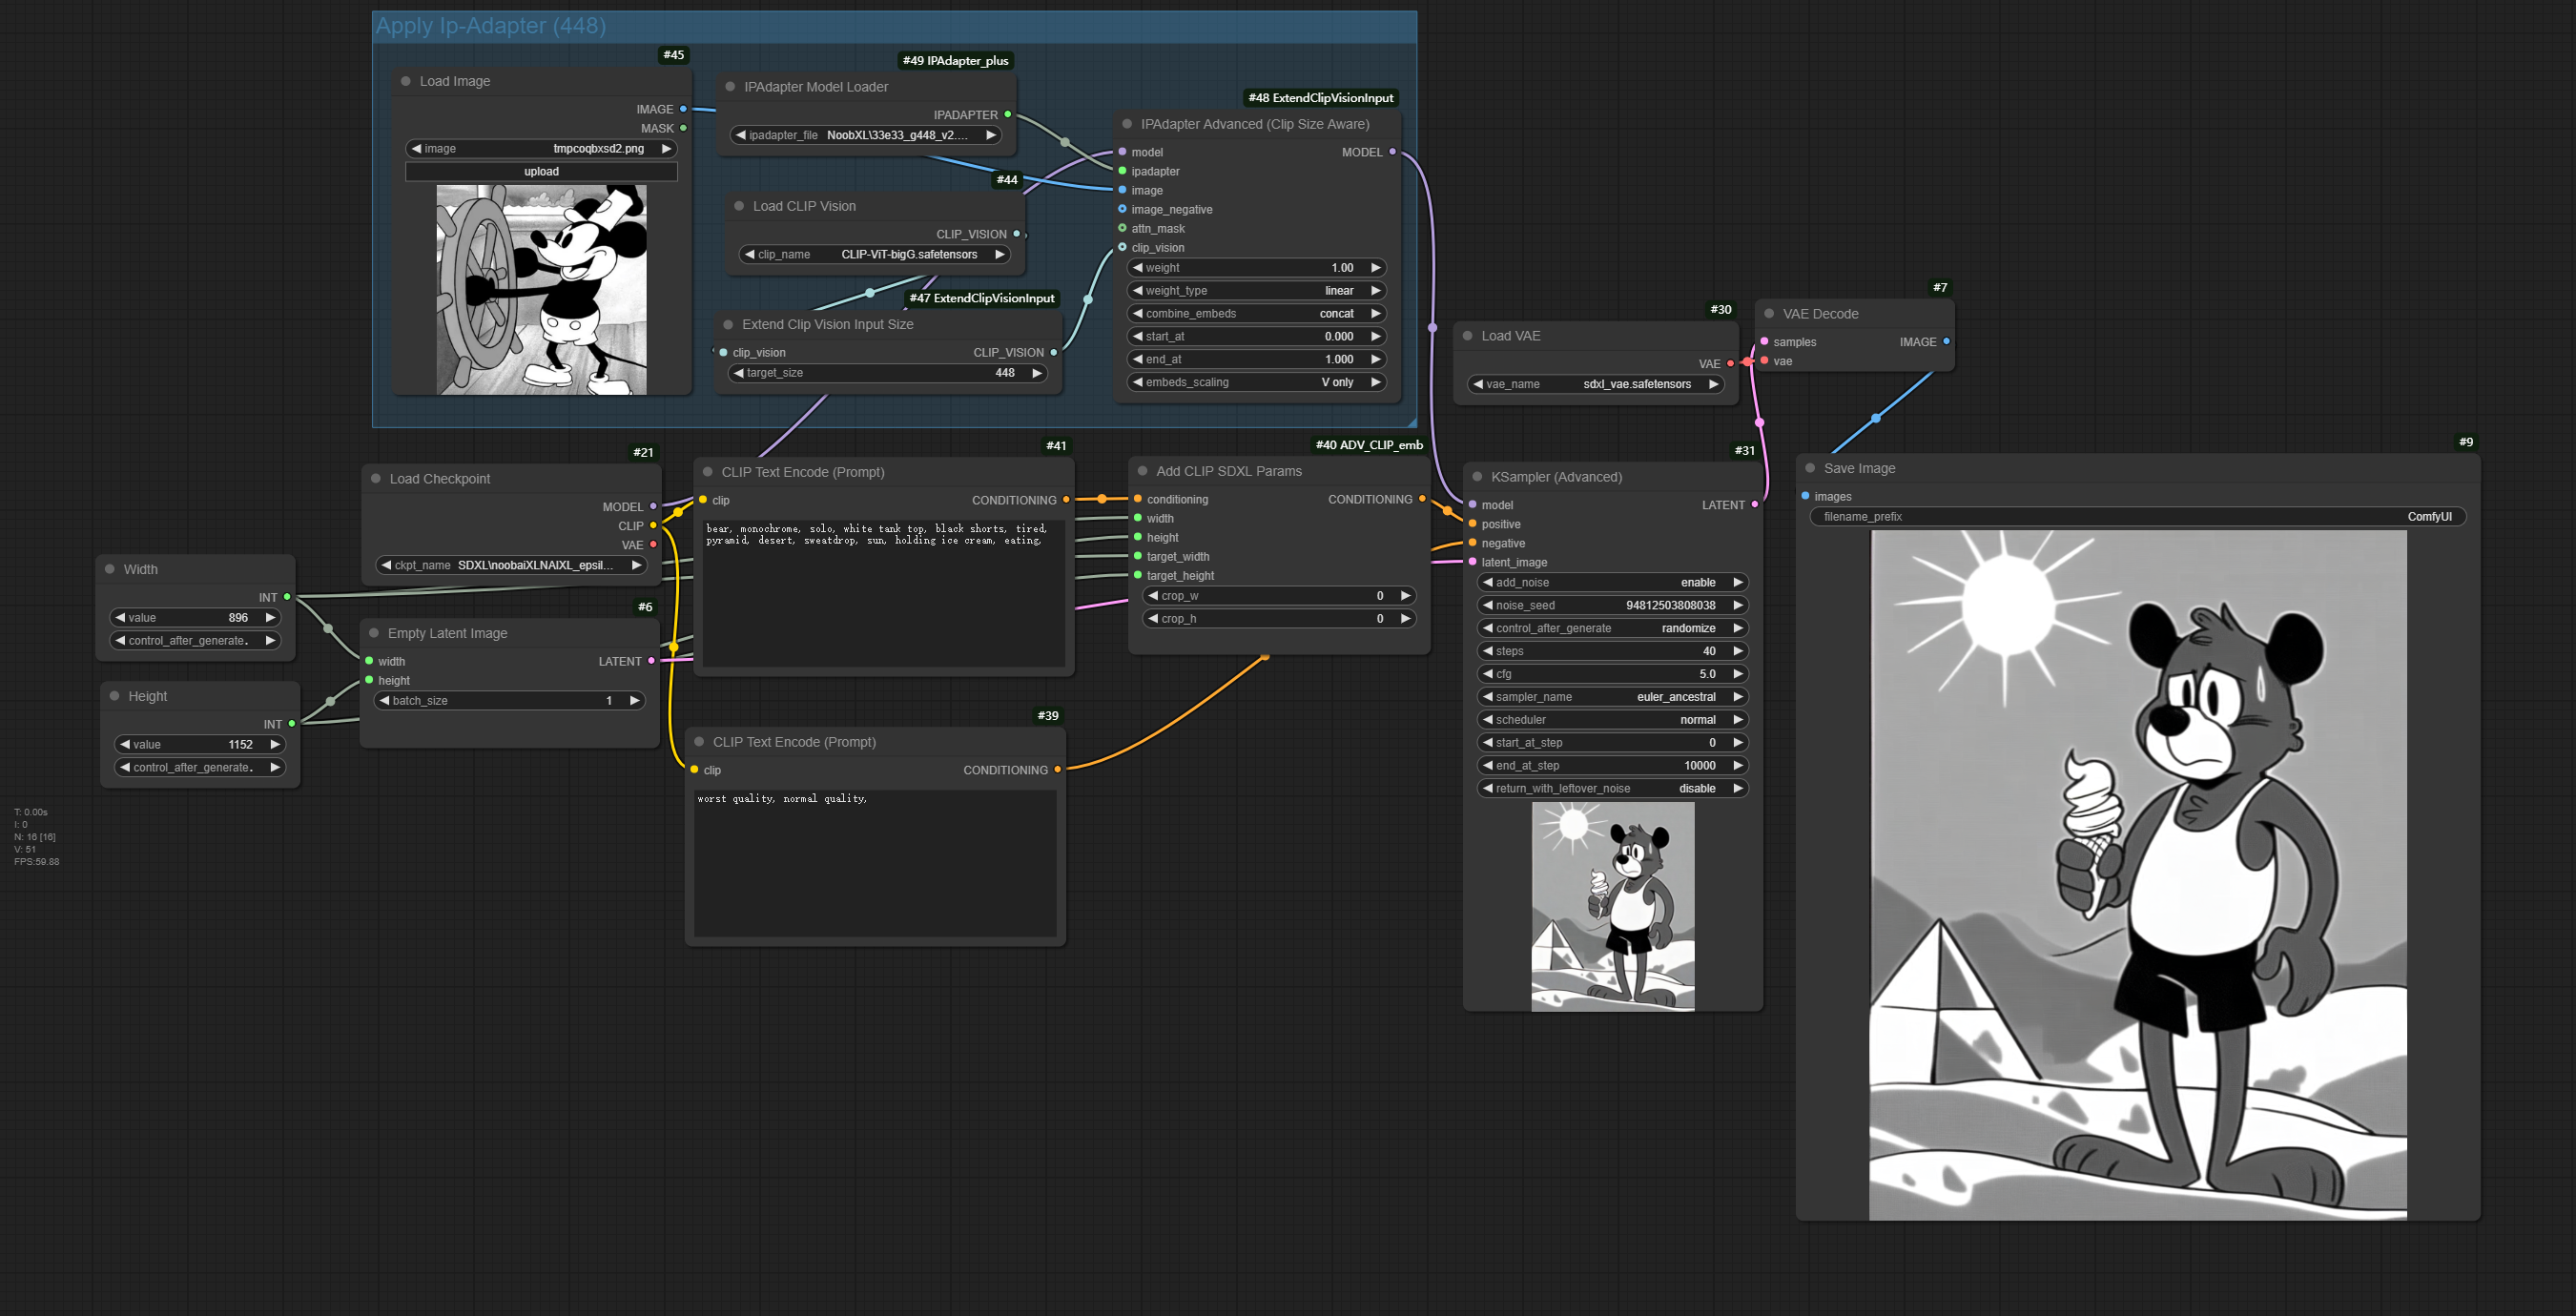 Apply Ip-Adapter (448)
#45
Load Image
IMAGE
MASK
image tmpcoqbxsd2.png
upload
#49 IPAdapter_plus
IPAdapter Model Loader
IPADAPTER
ipadapter_file NoobXL\33e33_g448_v2....
#44
Load CLIP Vision
CLIP_VISION
clip_name CLIP-ViT-bigG.safetensors
#47 ExtendClipVisionInput
Extend Clip Vision Input Size
clip_vision CLIP_VISION
target_size 448
#48 ExtendClipVisionInput
IPAdapter Advanced (Clip Size Aware)
model MODEL
ipadapter
image
image_negative
attn_mask
clip_vision
weight 1.00
weight_type linear
combine_embeds concat
start_at 0.000
end_at 1.000
embeds_scaling V only
#30
Load VAE
VAE
vae_name sdxl_vae.safetensors
#7
VAE Decode
samples IMAGE
vae
#21
Load Checkpoint
MODEL
CLIP
VAE
ckpt_name SDXL\noobaiXLNAIXL_epsil...
Width
INT
value 896
control_after_generate.
Height
INT
value 1152
control_after_generate.
#6
Empty Latent Image
width LATENT
height
batch_size 1
#41
CLIP Text Encode (Prompt)
clip CONDITIONING
bear, monochrome, solo, white tank top, black shorts, tired,
pyramid, desert, sweatdrop, sun, holding ice cream, eating,
#39
CLIP Text Encode (Prompt)
clip CONDITIONING
worst quality, normal quality,
#40 ADV_CLIP_emb
Add CLIP SDXL Params
conditioning CONDITIONING
width
height
target_width
target_height
crop_w 0
crop_h 0
#31
KSampler (Advanced)
model LATENT
positive
negative
latent_image
add_noise enable
noise_seed 94812503808038
control_after_generate randomize
steps 40
cfg 5.0
sampler_name euler_ancestral
scheduler normal
start_at_step 0
end_at_step 10000
return_with_leftover_noise disable
#9
Save Image
images
filename_prefix ComfyUI
T: 0.00s
I: 0
N: 16 [16]
V: 51
FPS:59.88